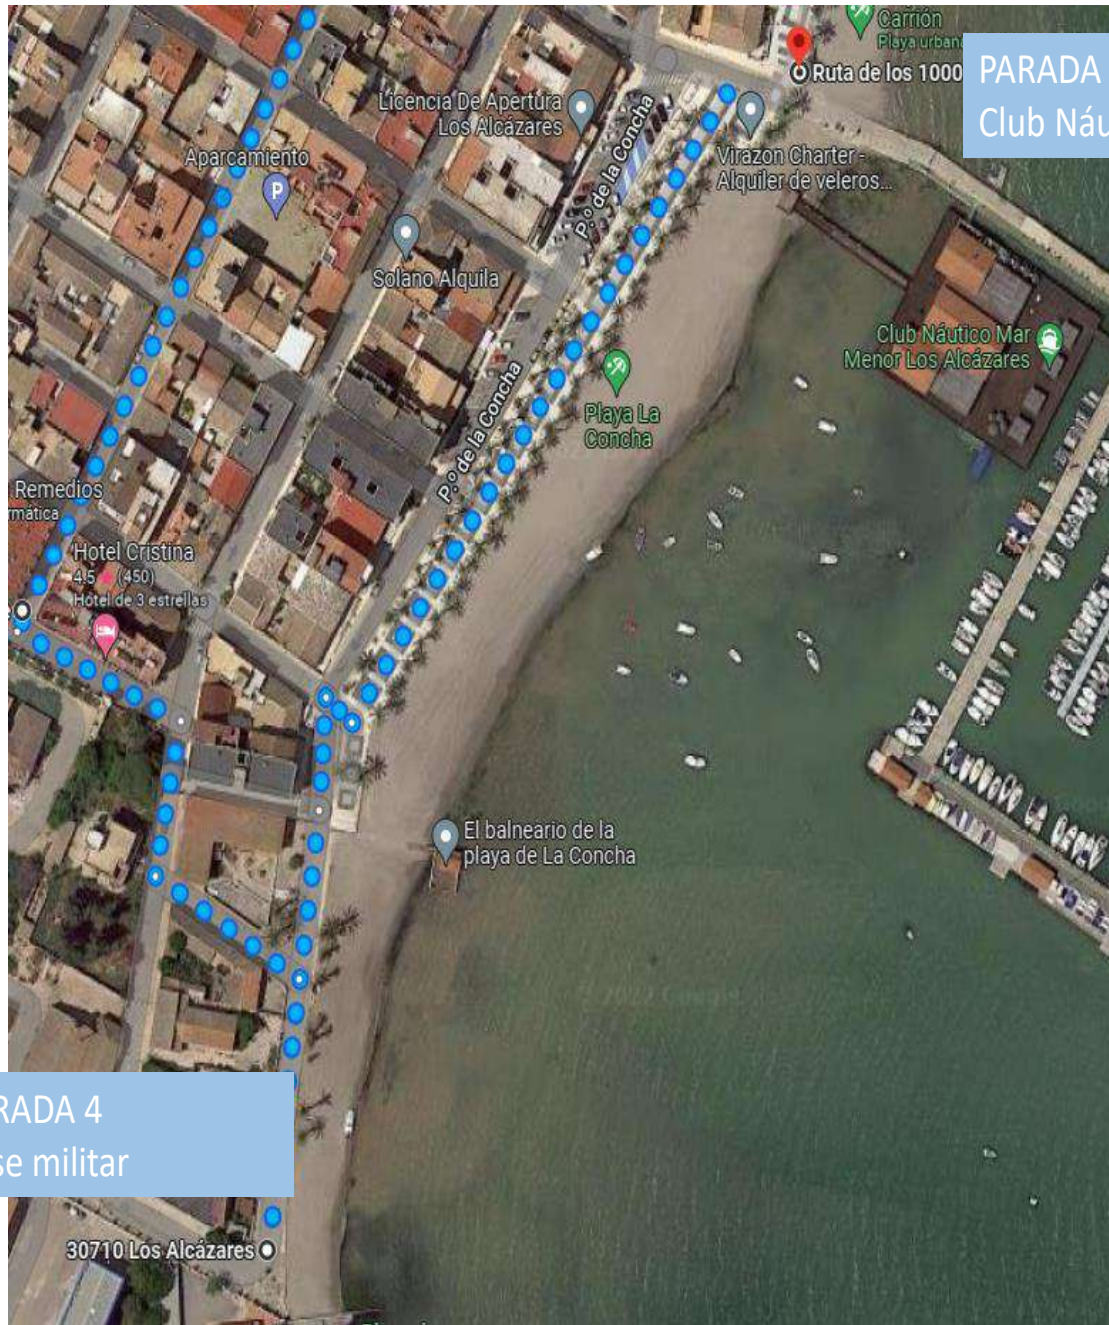 Carrión
Playa urbana
Ruta de los 1000
PARADA
Club Náu
Licencia De Apertura
Los Alcázares
P.º de la Concha
Virazon Charter -
Alquiler de veleros...
Aparcamiento
P
Solano Alquila
Club Náutico Mar
Menor Los Alcázares
Playa La
Concha
P.º de la Concha
Remedios
rmática
Hotel Cristina
4.5 (450)
Hotel de 3 estrellas
El balneario de la
playa de La Concha
RADA 4
se militar
30710 Los Alcázares